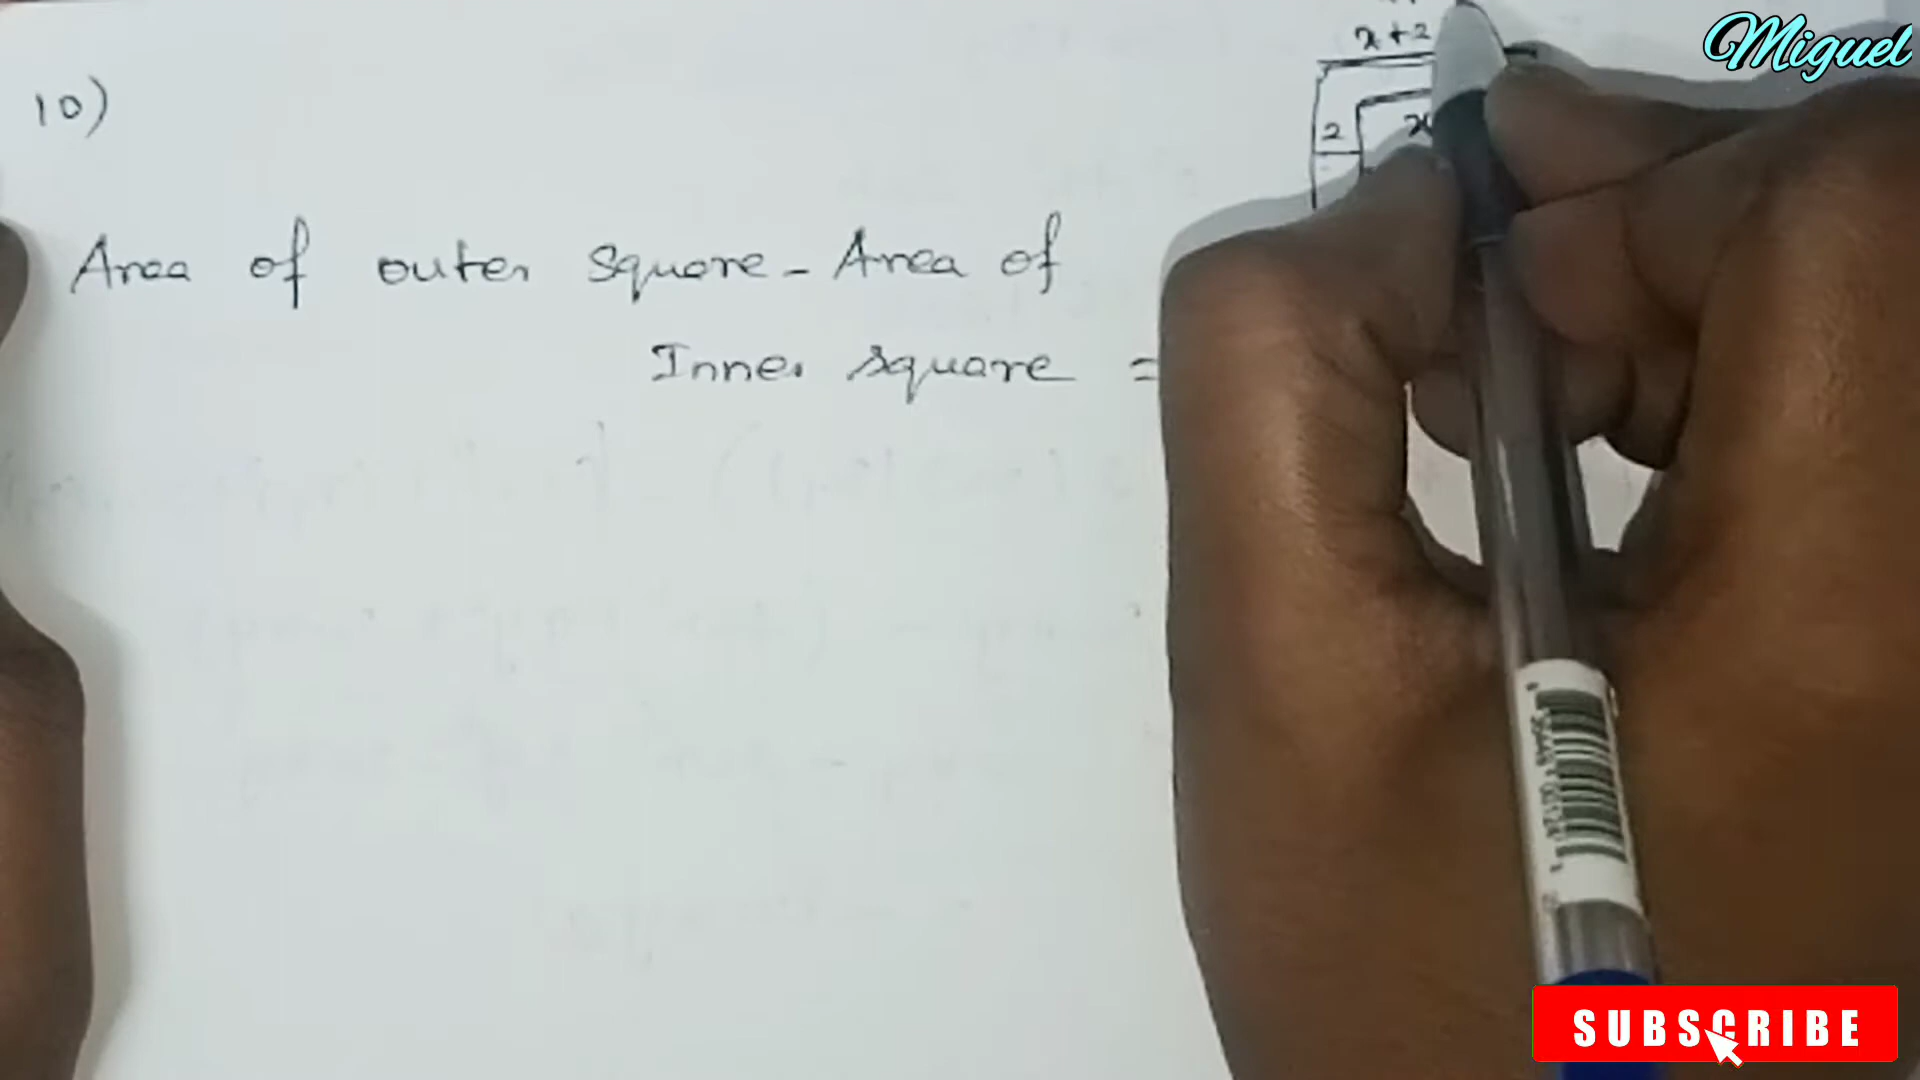 x+2
Miguel
10)
2
x
Area of outer square - Area of
Inner square =
SUBSCRIBE